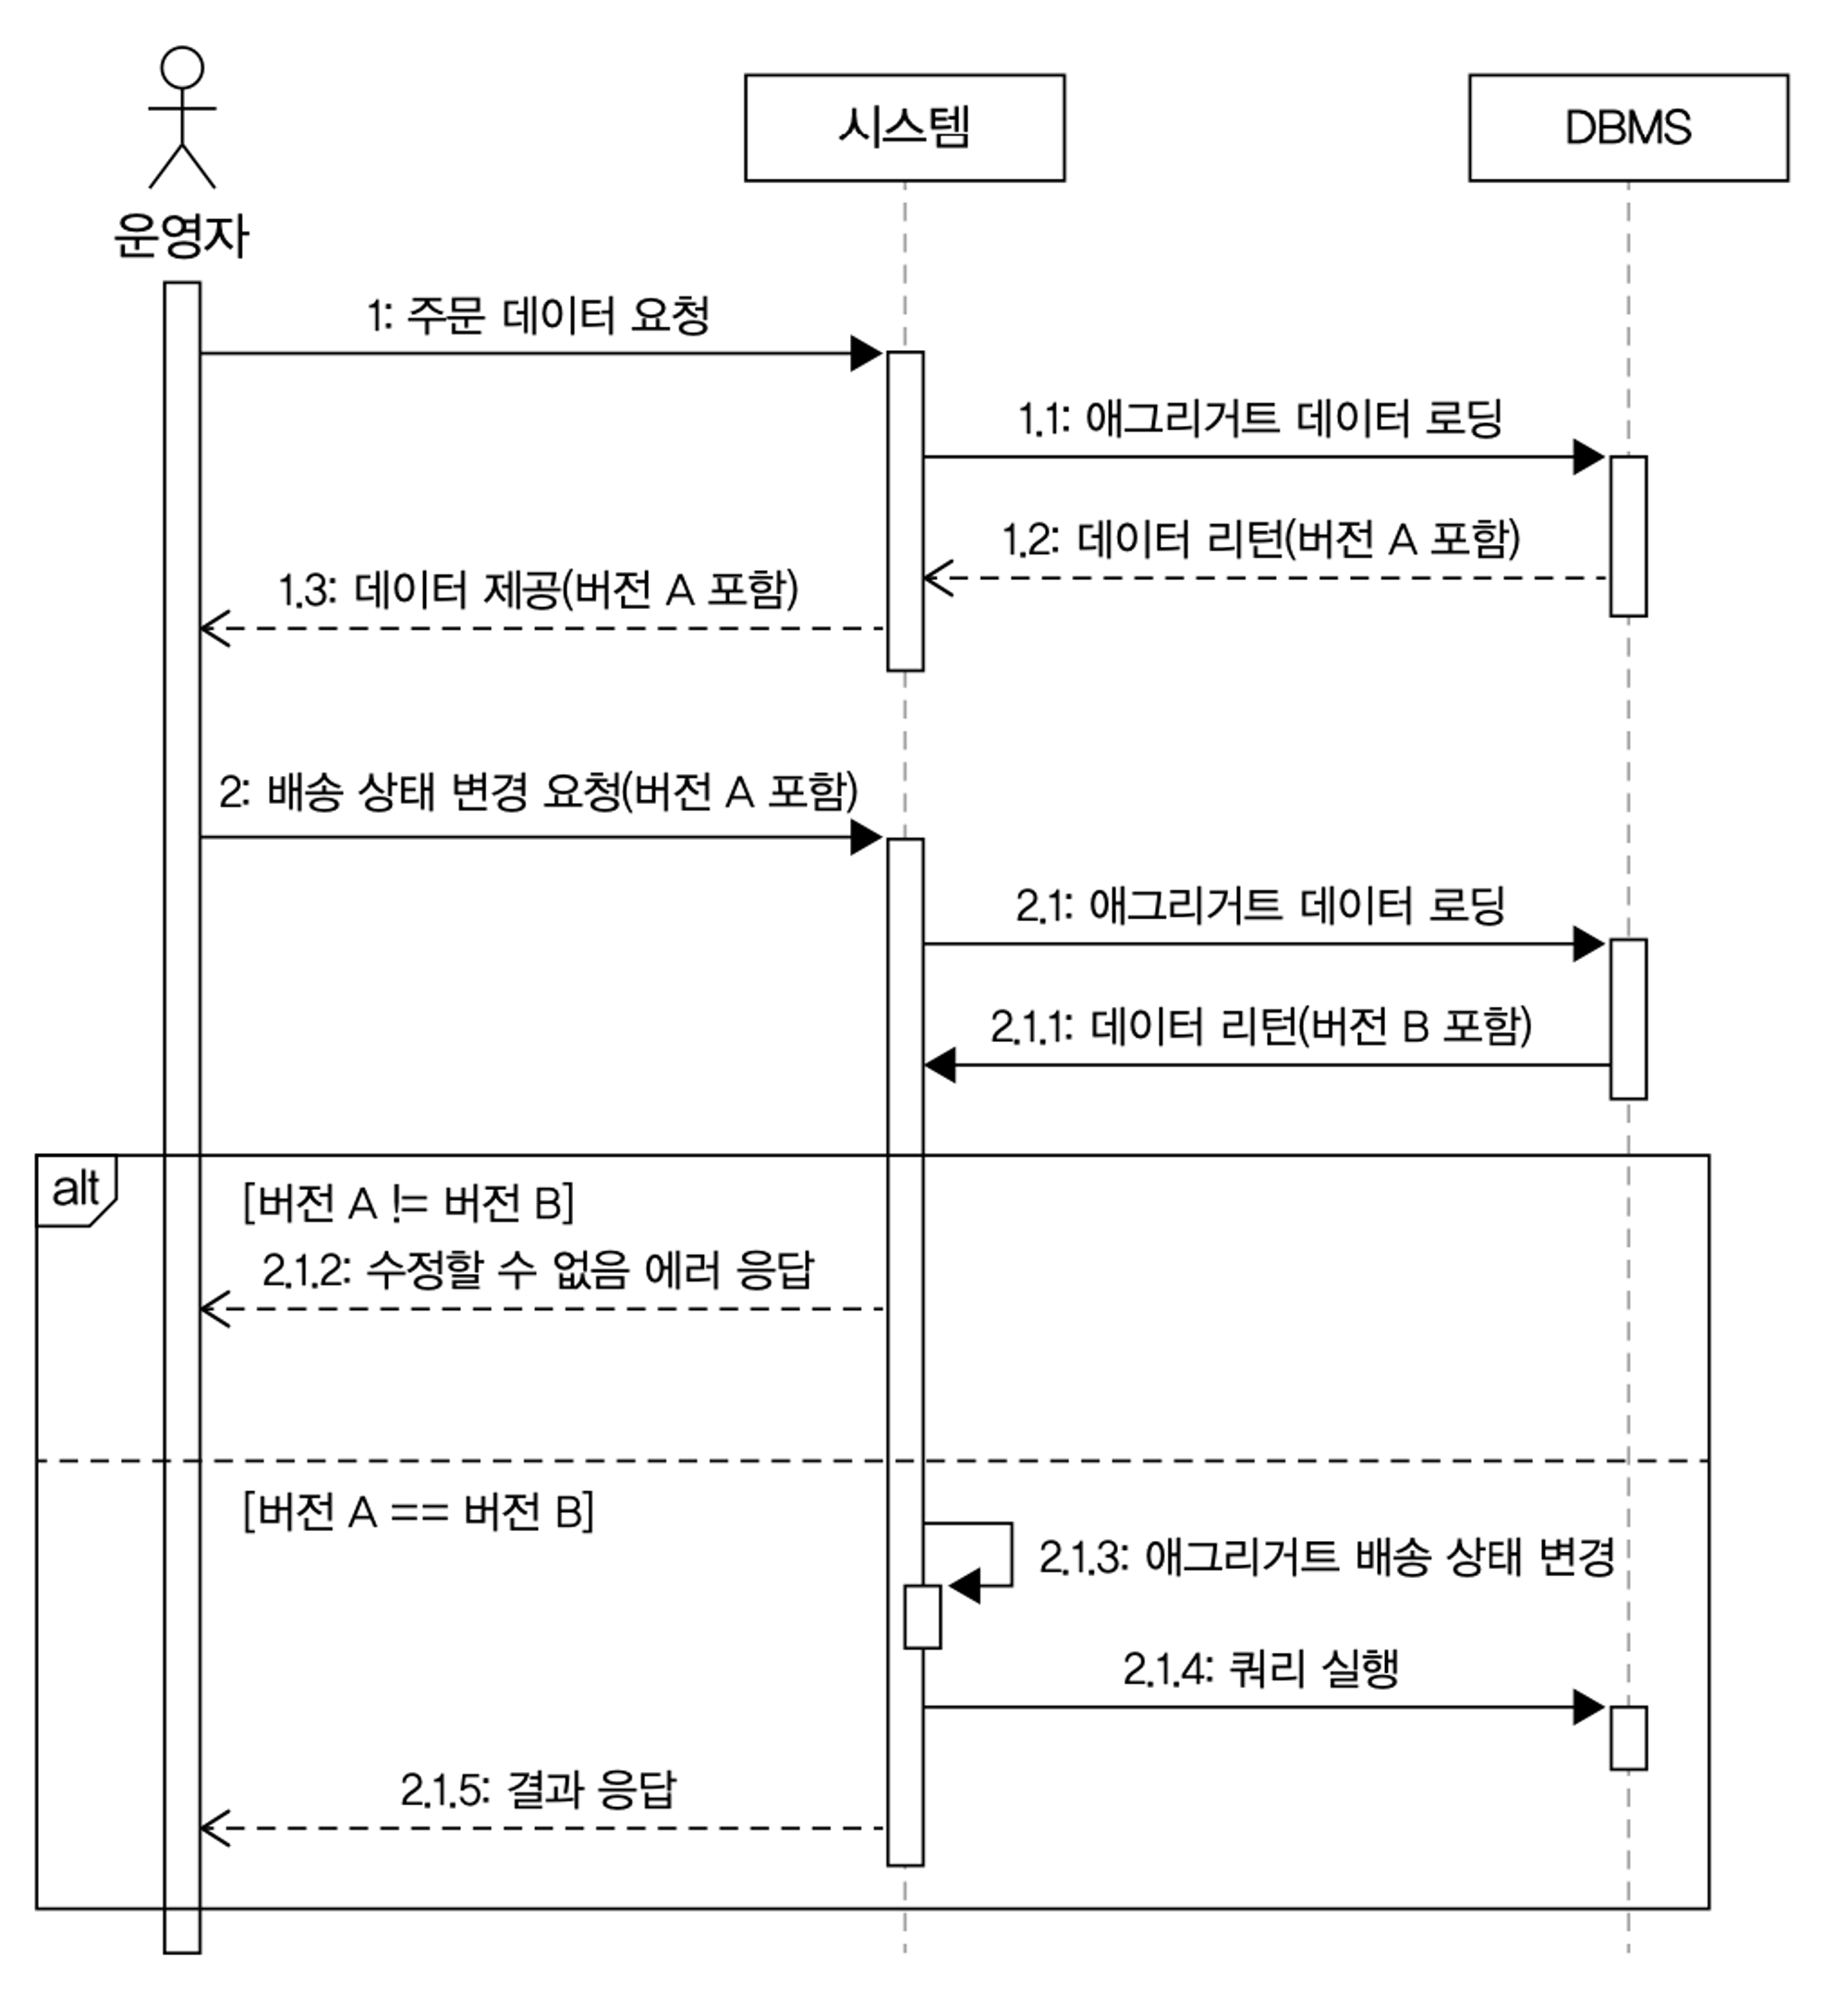 시스템
DBMS
운영자
1: 주문 데이터 요청
1.1: 애그리거트 데이터 로딩
1.2: 데이터 리턴(버전 A 포함)
1.3: 데이터 제공(버전 A 포함)
2: 배송 상태 변경 요청(버전 A 포함)
2.1: 애그리거트 데이터 로딩
2.1.1: 데이터 리턴(버전 B 포함)
alt
[버전 A != 버전 B]
2.1.2: 수정할 수 없음 에러 응답
[버전 A == 버전 B]
2.1.3: 애그리거트 배송 상태 변경
2.1.4: 쿼리 실행
2.1.5: 결과 응답